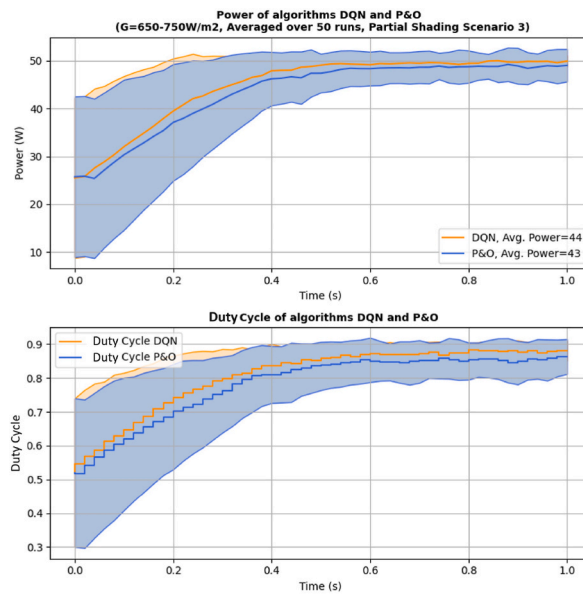 Power of algorithms DQN and P&O
(G=650-750W/m2, Averaged over 50 runs, Partial Shading Scenario 3)
50
40
30
20
10
Power (W)
DQN, Avg. Power=44
P&O, Avg. Power=43
0.0 0.2 0.4 0.6 0.8 1.0
Time (s)
Duty Cycle of algorithms DQN and P&O
Duty Cycle DQN
Duty Cycle P&O
0.9
0.8
0.7
0.6
0.5
0.4
0.3
Duty Cycle
0.0 0.2 0.4 0.6 0.8 1.0
Time (s)